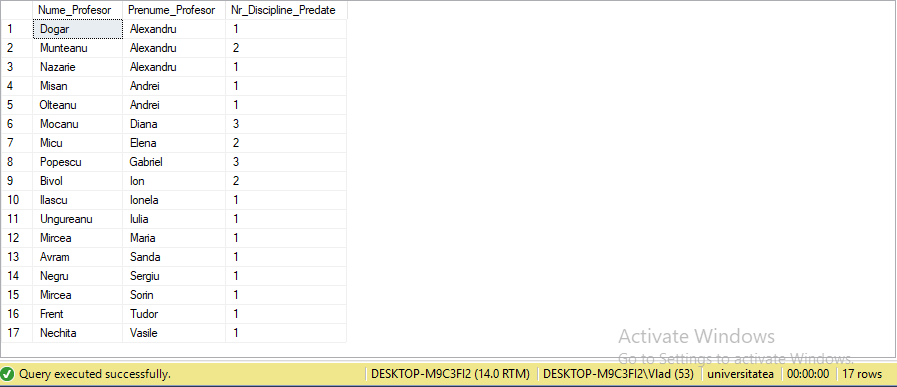 Nume_Profesor Prenume_Profesor Nr_Discipline_Predate
1 Dogar Alexandru 1
2 Munteanu Alexandru 2
3 Nazarie Alexandru 1
4 Misan Andrei 1
5 Olteanu Andrei 1
6 Mocanu Diana 3
7 Micu Elena 2
8 Popescu Gabriel 3
9 Bivol Ion 2
10 Ilascu Ionela 1
11 Ungureanu Iulia 1
12 Mircea Maria 1
13 Avram Sanda 1
14 Negru Sergiu 1
15 Mircea Sorin 1
16 Frent Tudor 1
17 Nechita Vasile 1
Activate Windows
Go to Settings to activate Windows.
Query executed successfully. DESKTOP-M9C3FI2 (14.0 RTM) DESKTOP-M9C3FI2\Vlad (53) universitatea 00:00:00 17 rows